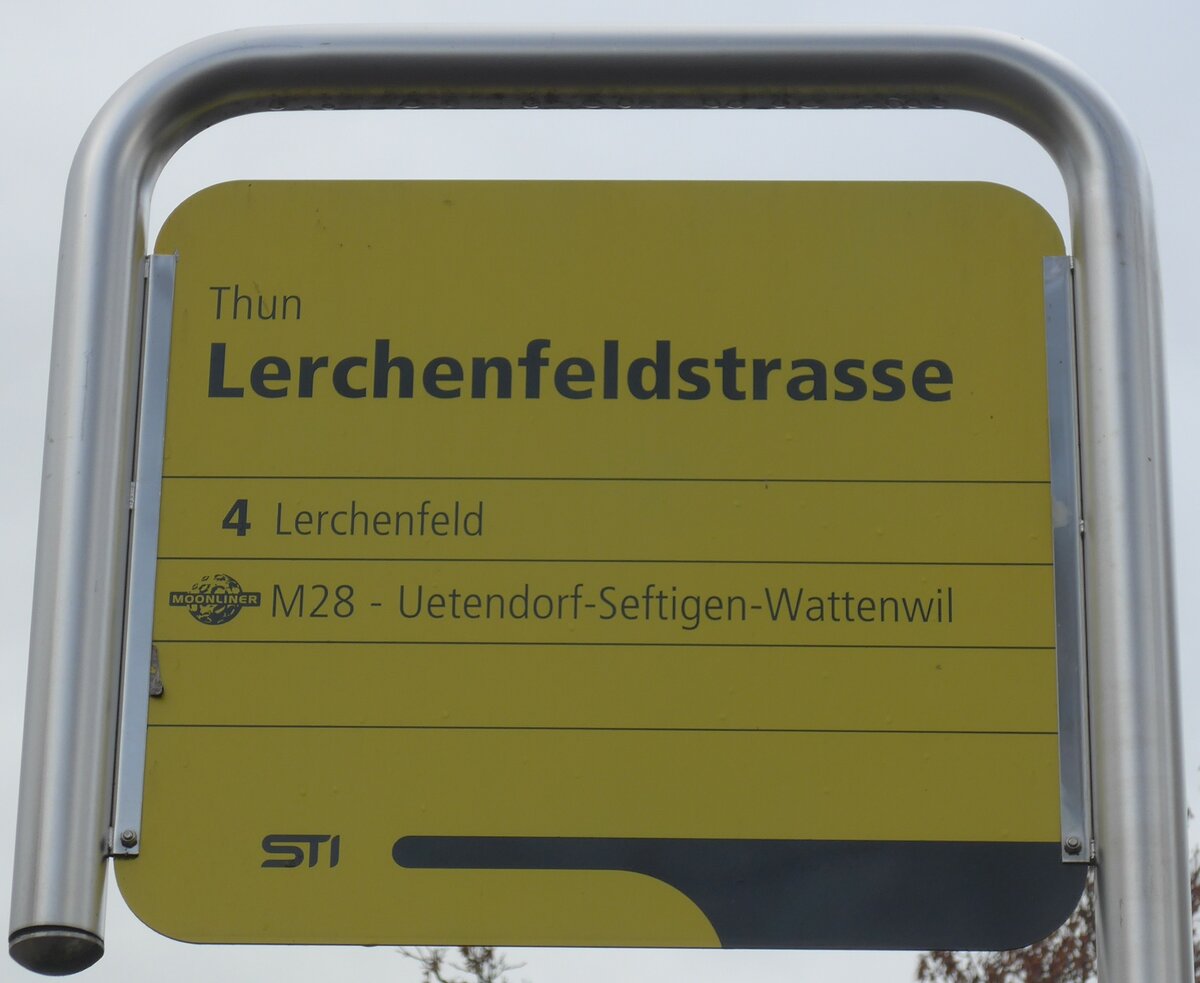 Thun
Lerchenfeldstrasse
4 Lerchenfeld
MOONLINER M28 - Uetendorf-Seftigen-Wattenwil
STI